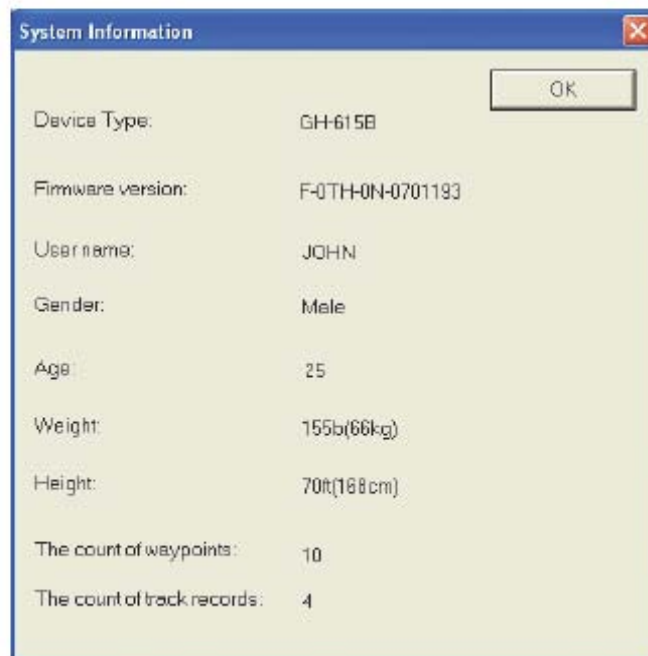 System Information
OK
Device Type: GH-615B
Firmware version: F-0TH-0N-0701193
User name: JOHN
Gender: Male
Age: 25
Weight: 155b(66kg)
Height: 70ft(168cm)
The count of waypoints: 10
The count of track records: 4